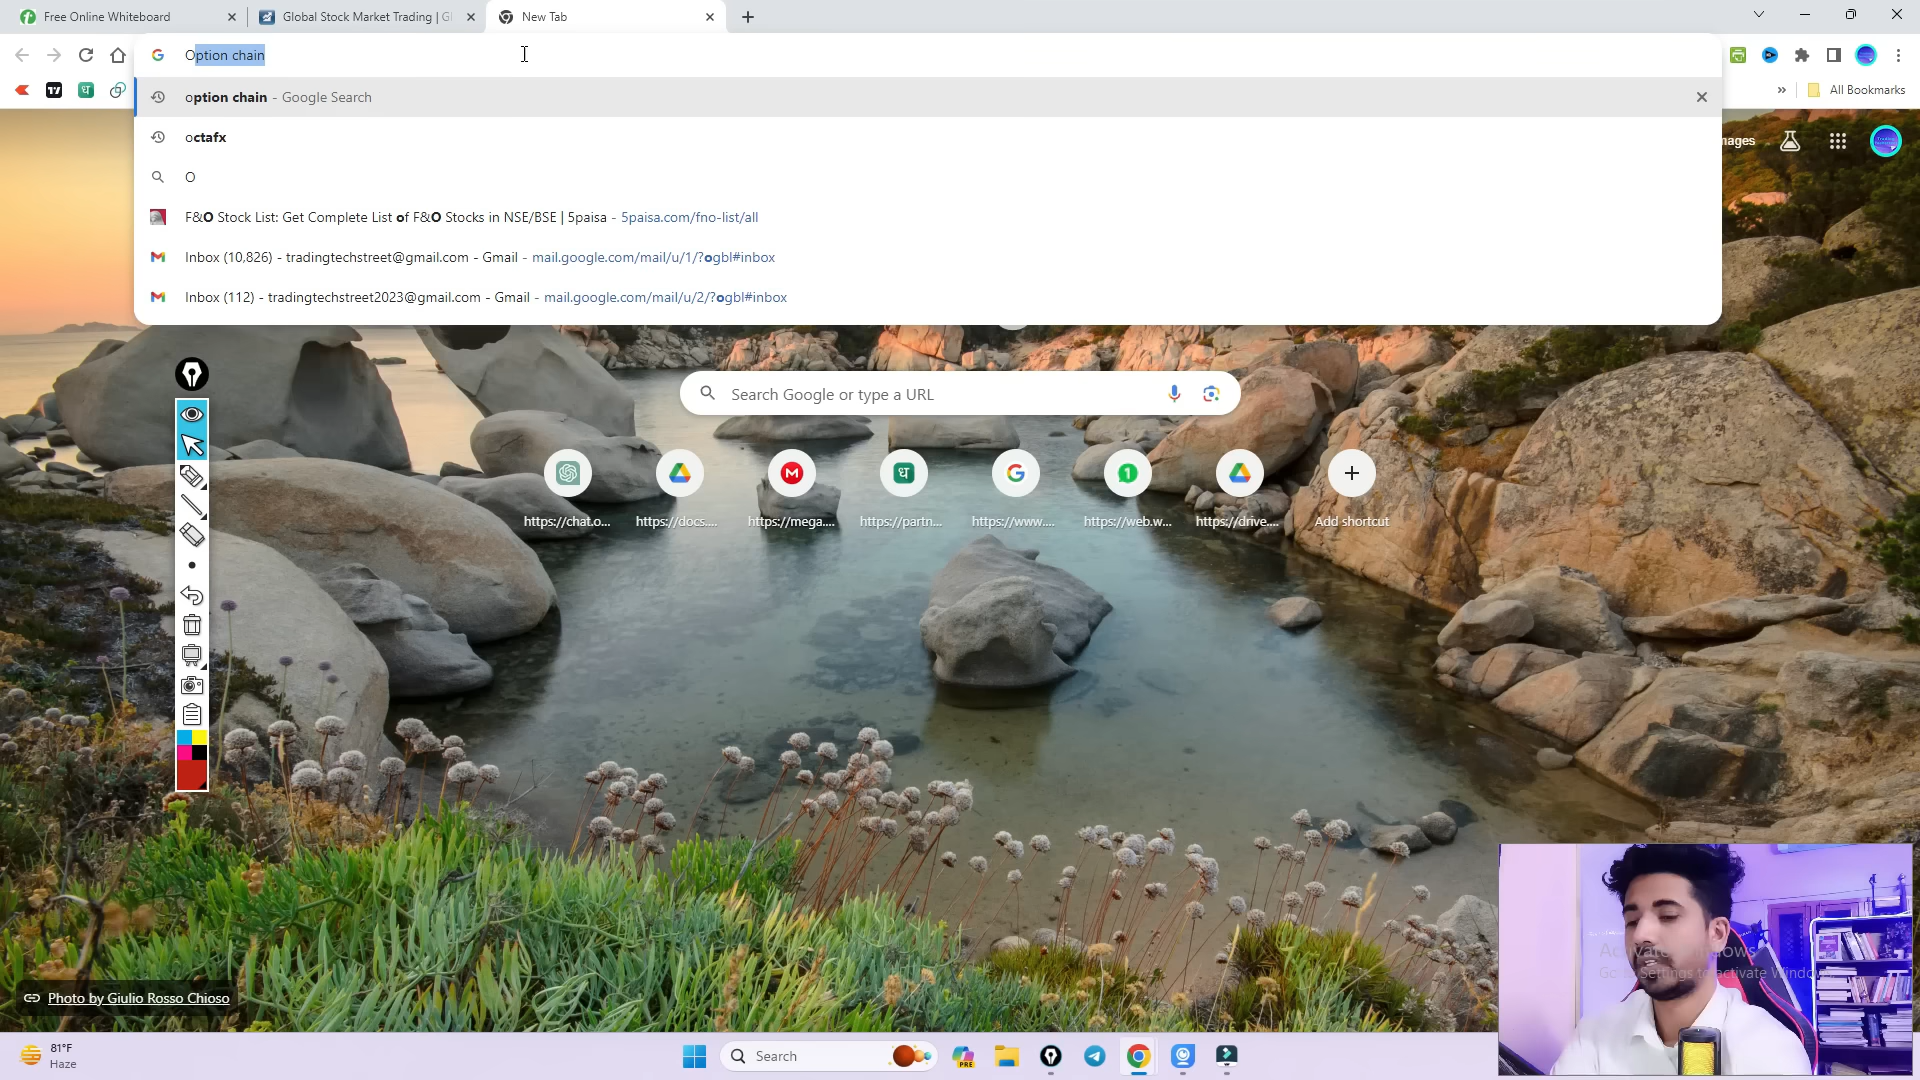 Free Online Whiteboard
Global Stock Market Trading | Gl
New Tab
Option chain
All Bookmarks
option chain - Google Search
octafx
O
F&O Stock List: Get Complete List of F&O Stocks in NSE/BSE | 5paisa - 5paisa.com/fno-list/all
Inbox (10,826) - tradingtechstreet@gmail.com - Gmail - mail.google.com/mail/u/1/?ogbl#inbox
Inbox (112) - tradingtechstreet2023@gmail.com - Gmail - mail.google.com/mail/u/2/?ogbl#inbox
mages
Search Google or type a URL
https://chat.o...
https://docs....
https://mega....
https://partn...
https://www....
https://web.w...
https://drive....
Add shortcut
Photo by Giulio Rosso Chioso
81°F
Haze
Search
PRE